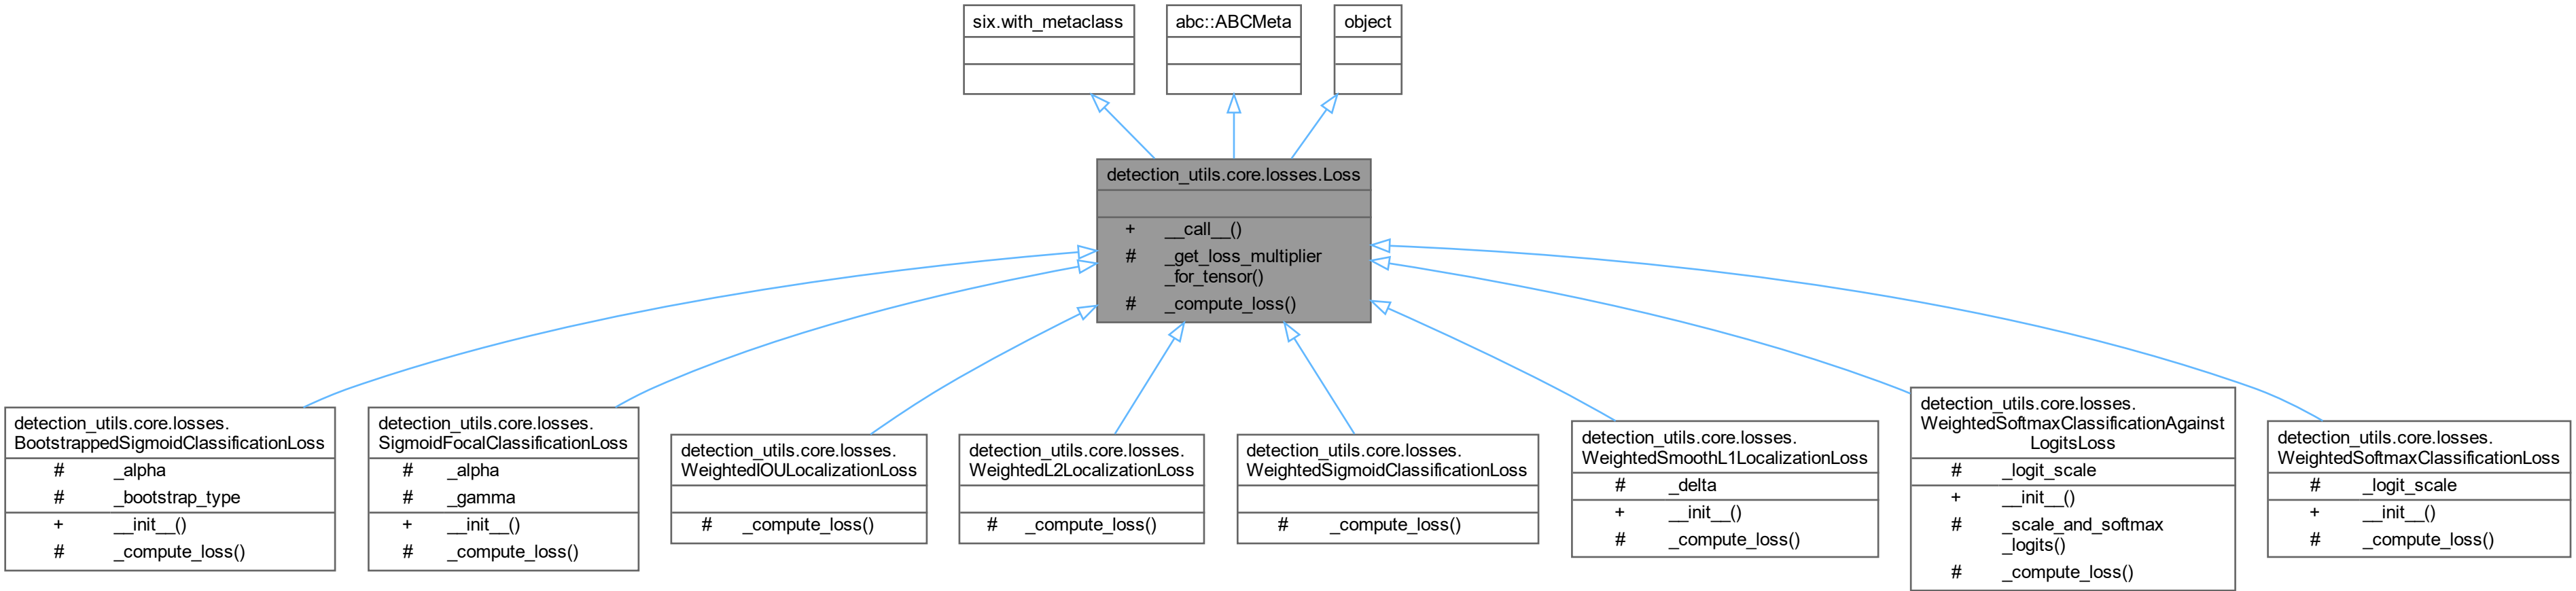 six.with_metaclass
abc::ABCMeta
object
detection_utils.core.losses.Loss
+ __call__()
# _get_loss_multiplier
_for_tensor()
# _compute_loss()
detection_utils.core.losses.
BootstrappedSigmoidClassificationLoss
# _alpha
# _bootstrap_type
+ __init__()
# _compute_loss()
detection_utils.core.losses.
SigmoidFocalClassificationLoss
# _alpha
# _gamma
+ __init__()
# _compute_loss()
detection_utils.core.losses.
WeightedIOULocalizationLoss
# _compute_loss()
detection_utils.core.losses.
WeightedL2LocalizationLoss
# _compute_loss()
detection_utils.core.losses.
WeightedSigmoidClassificationLoss
# _compute_loss()
detection_utils.core.losses.
WeightedSmoothL1LocalizationLoss
# _delta
+ __init__()
# _compute_loss()
detection_utils.core.losses.
WeightedSoftmaxClassificationAgainst
LogitsLoss
# _logit_scale
+ __init__()
# _scale_and_softmax
_logits()
# _compute_loss()
detection_utils.core.losses.
WeightedSoftmaxClassificationLoss
# _logit_scale
+ __init__()
# _compute_loss()